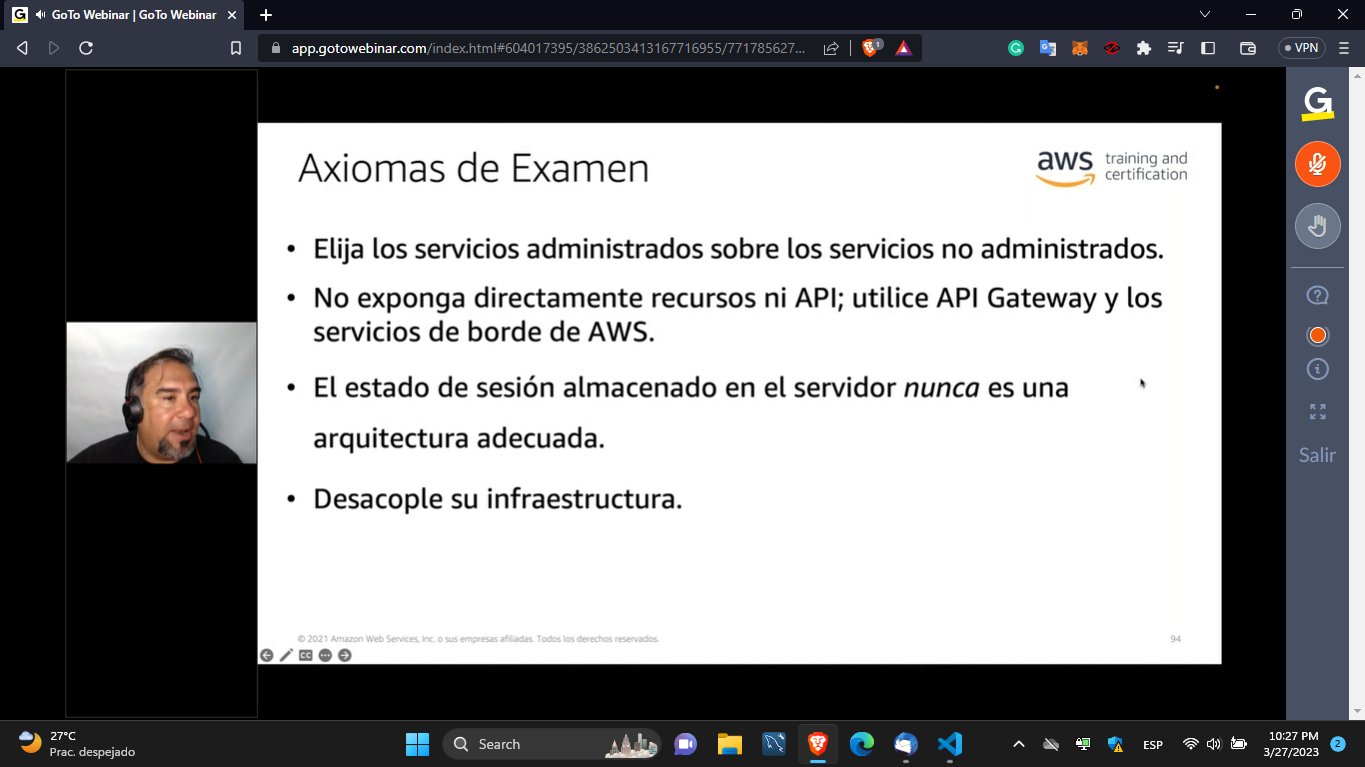 GoTo Webinar | GoTo Webinar
app.gotowebinar.com/index.html#604017395/3862503413167716955/771785627...
1
VPN
Axiomas de Examen
aws training and
certification
• Elija los servicios administrados sobre los servicios no administrados.
• No exponga directamente recursos ni API; utilice API Gateway y los
servicios de borde de AWS.
• El estado de sesión almacenado en el servidor nunca es una
arquitectura adecuada.
• Desacople su infraestructura.
© 2021 Amazon Web Services, Inc. o sus empresas afiliadas. Todos los derechos reservados.
94
CC
Salir
27°C
Prac. despejado
Search
ESP
10:27 PM
3/27/2023
2